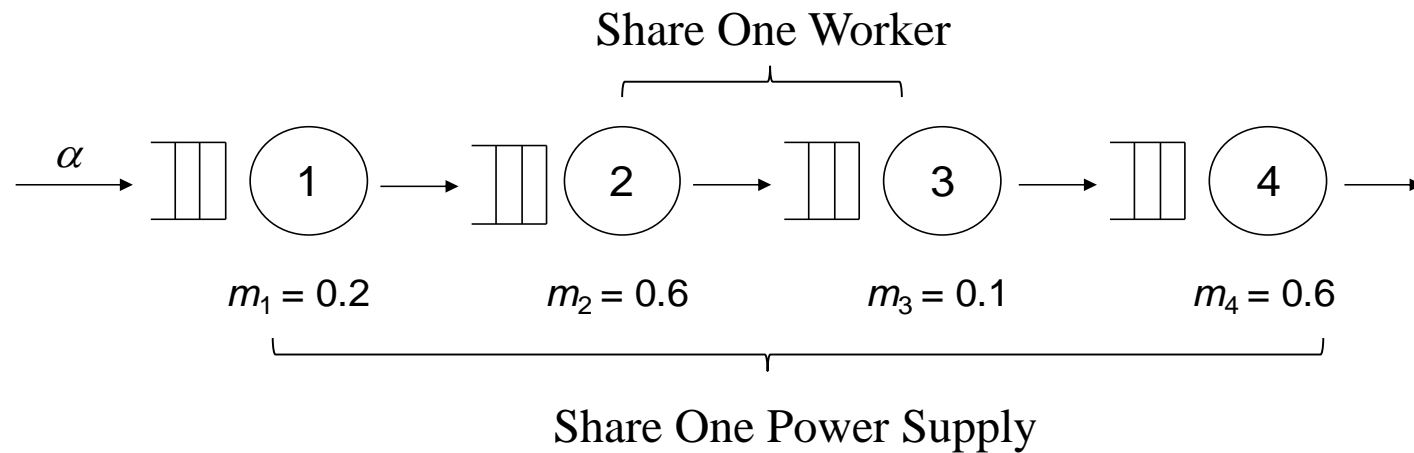 Share One Worker
α
1
2
3
4
m₁ = 0.2
m₂ = 0.6
m₃ = 0.1
m₄ = 0.6
Share One Power Supply